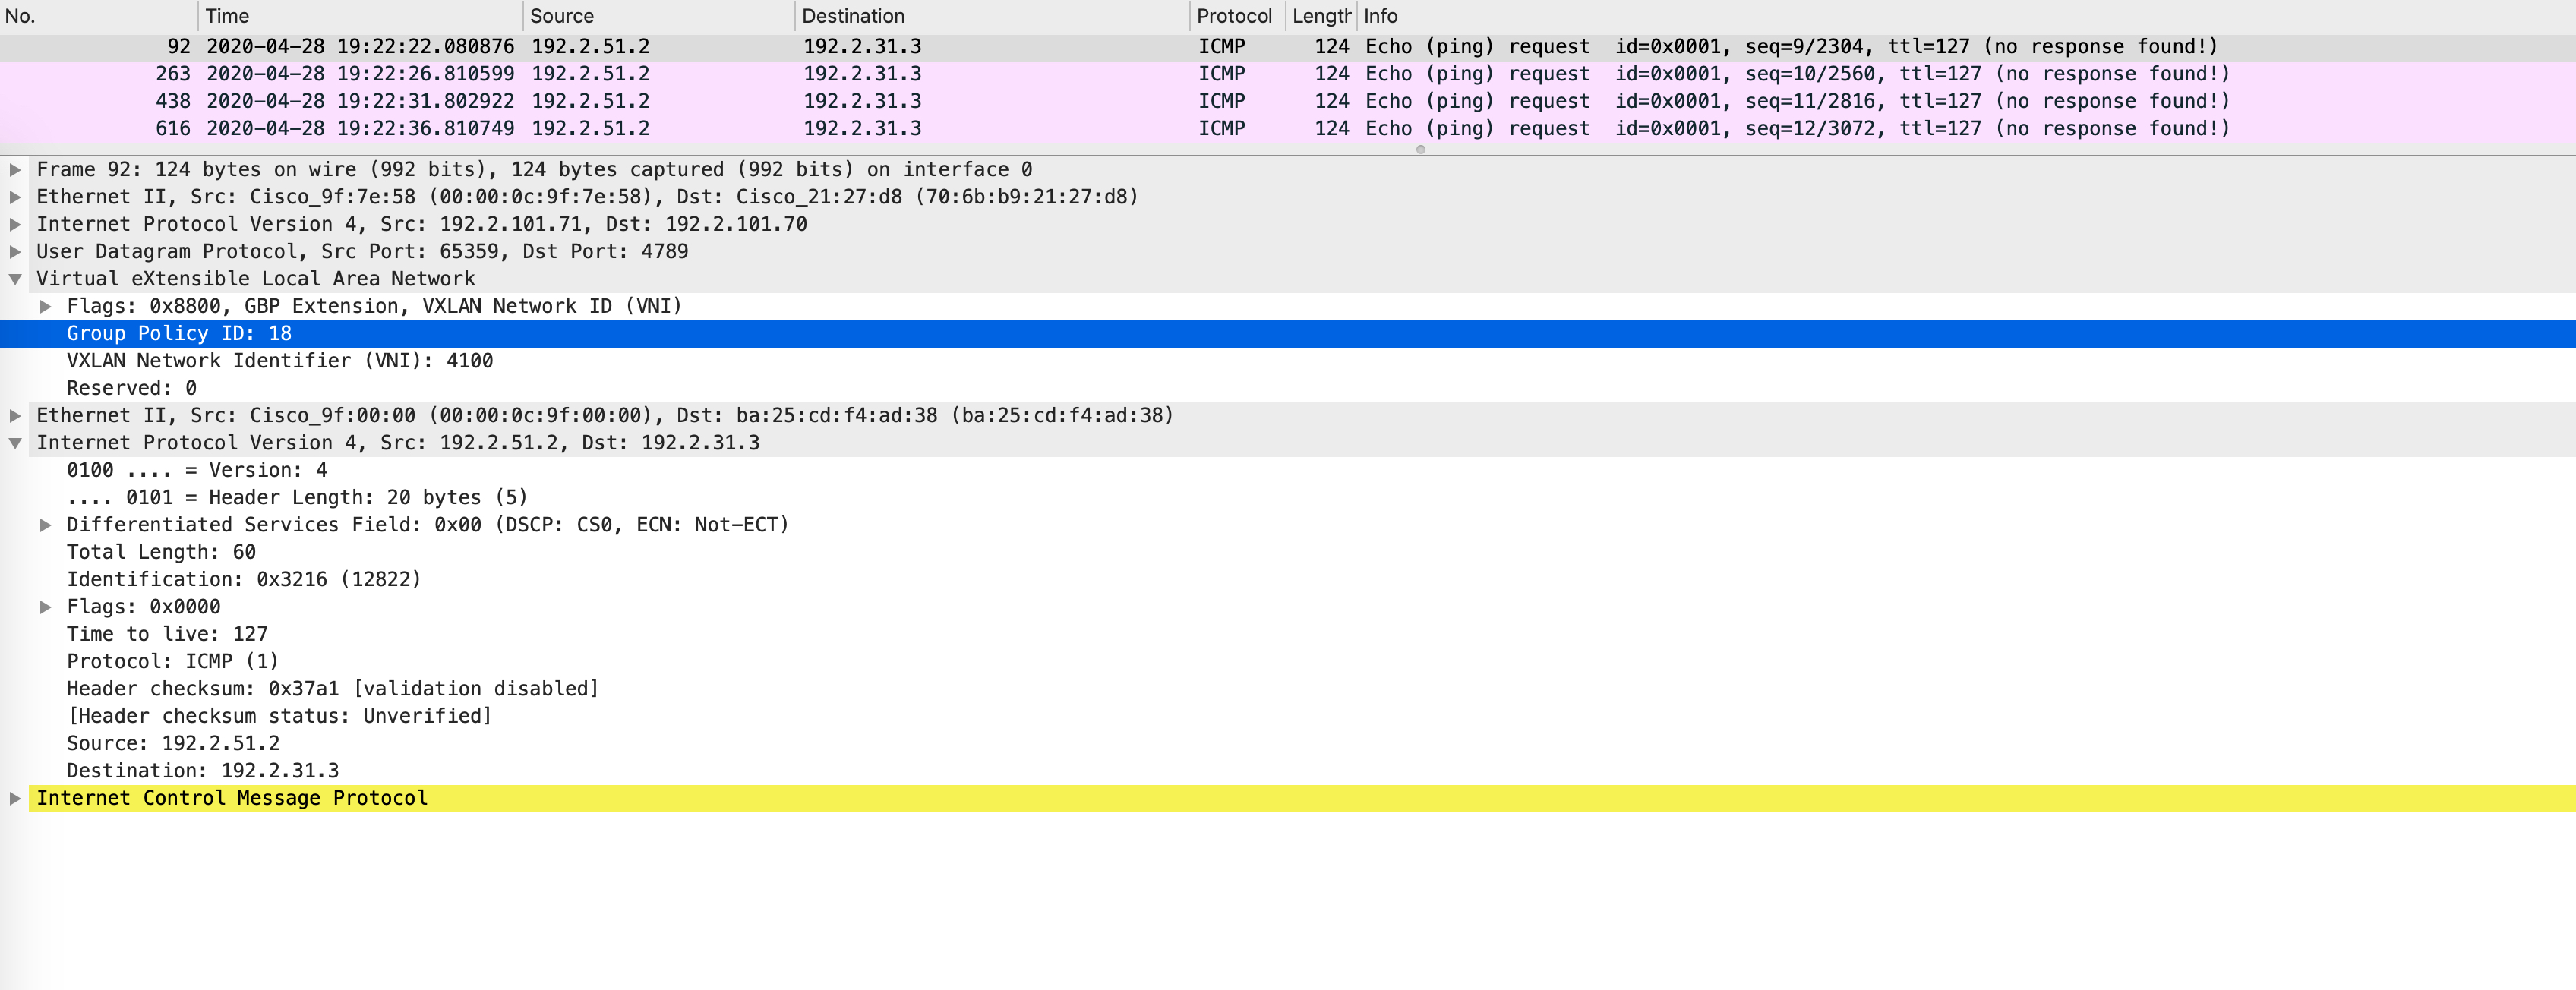 No. Time Source Destination Protocol Length Info
92 2020-04-28 19:22:22.080876 192.2.51.2 192.2.31.3 ICMP 124 Echo (ping) request id=0x0001, seq=9/2304, ttl=127 (no response found!)
263 2020-04-28 19:22:26.810599 192.2.51.2 192.2.31.3 ICMP 124 Echo (ping) request id=0x0001, seq=10/2560, ttl=127 (no response found!)
438 2020-04-28 19:22:31.802922 192.2.51.2 192.2.31.3 ICMP 124 Echo (ping) request id=0x0001, seq=11/2816, ttl=127 (no response found!)
616 2020-04-28 19:22:36.810749 192.2.51.2 192.2.31.3 ICMP 124 Echo (ping) request id=0x0001, seq=12/3072, ttl=127 (no response found!)
Frame 92: 124 bytes on wire (992 bits), 124 bytes captured (992 bits) on interface 0
Ethernet II, Src: Cisco_9f:7e:58 (00:00:0c:9f:7e:58), Dst: Cisco_21:27:d8 (70:6b:b9:21:27:d8)
Internet Protocol Version 4, Src: 192.2.101.71, Dst: 192.2.101.70
User Datagram Protocol, Src Port: 65359, Dst Port: 4789
Virtual eXtensible Local Area Network
Flags: 0x8800, GBP Extension, VXLAN Network ID (VNI)
Group Policy ID: 18
VXLAN Network Identifier (VNI): 4100
Reserved: 0
Ethernet II, Src: Cisco_9f:00:00 (00:00:0c:9f:00:00), Dst: ba:25:cd:f4:ad:38 (ba:25:cd:f4:ad:38)
Internet Protocol Version 4, Src: 192.2.51.2, Dst: 192.2.31.3
0100 .... = Version: 4
.... 0101 = Header Length: 20 bytes (5)
Differentiated Services Field: 0x00 (DSCP: CS0, ECN: Not-ECT)
Total Length: 60
Identification: 0x3216 (12822)
Flags: 0x0000
Time to live: 127
Protocol: ICMP (1)
Header checksum: 0x37a1 [validation disabled]
[Header checksum status: Unverified]
Source: 192.2.51.2
Destination: 192.2.31.3
Internet Control Message Protocol